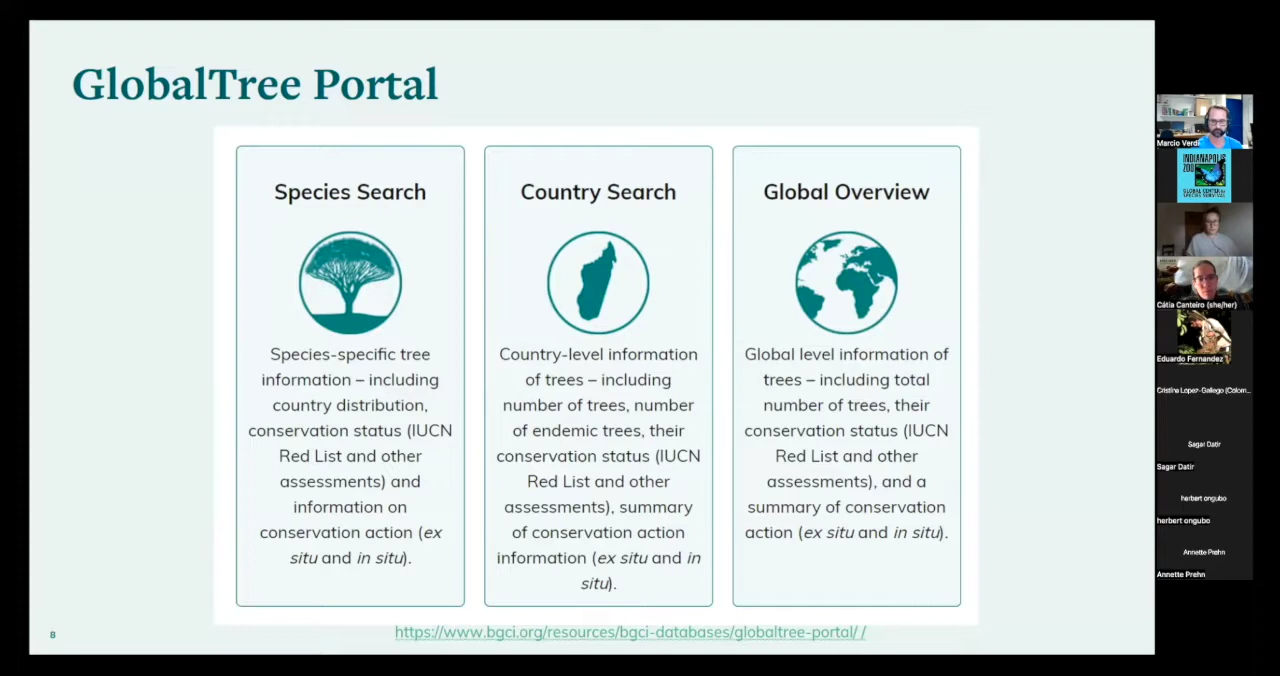 GlobalTree Portal
Species Search
Species-specific tree
information – including
country distribution,
conservation status (IUCN
Red List and other
assessments) and
information on
conservation action (ex
situ and in situ).
Country Search
Country-level information
of trees – including
number of trees, number
of endemic trees, their
conservation status (IUCN
Red List and other
assessments), summary
of conservation action
information (ex situ and in
situ).
Global Overview
Global level information of
trees – including total
number of trees, their
conservation status (IUCN
Red List and other
assessments), and a
summary of conservation
action (ex situ and in situ).
https://www.bgci.org/resources/bgci-databases/globaltree-portal/ /
8
Marcio Verdi
INDIANAPOLIS
ZOO
GLOBAL CENTER for
SPECIES SURVIVAL
Cátia Canteiro (she/her)
Eduardo Fernandez
Cristina Lopez-Gallego (Colom...
Sagar Datir
Sagar Datir
herbert ongubo
herbert ongubo
Annette Prehn
Annette Prehn